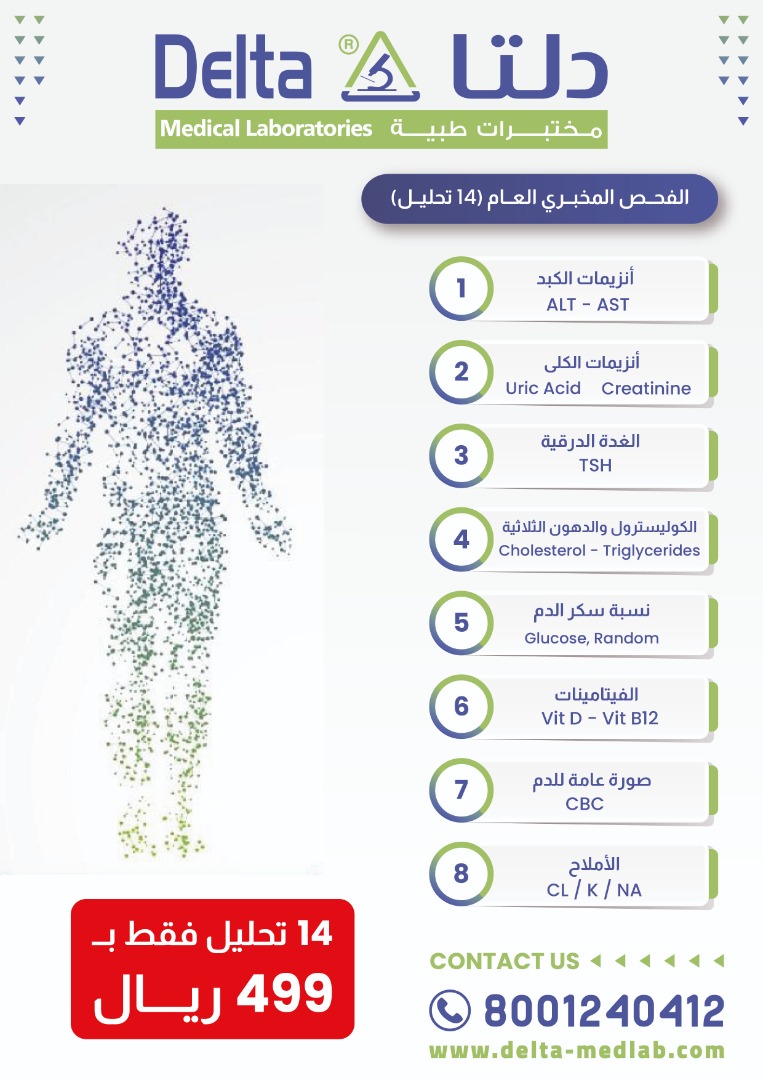 Delta ® دلتا
Medical Laboratories مختبرات طبية
الفحص المخبري العام (14 تحليل)
1
أنزيمات الكبد
ALT - AST
2
أنزيمات الكلى
Uric Acid Creatinine
3
الغدة الدرقية
TSH
4
الكوليسترول والدهون الثلاثية
Cholesterol - Triglycerides
5
نسبة سكر الدم
Glucose, Random
6
الفيتامينات
Vit D - Vit B12
7
صورة عامة للدم
CBC
8
الأملاح
CL / K / NA
14 تحليل فقط بـ
499 ريال
CONTACT US
8001240412
www.delta-medlab.com